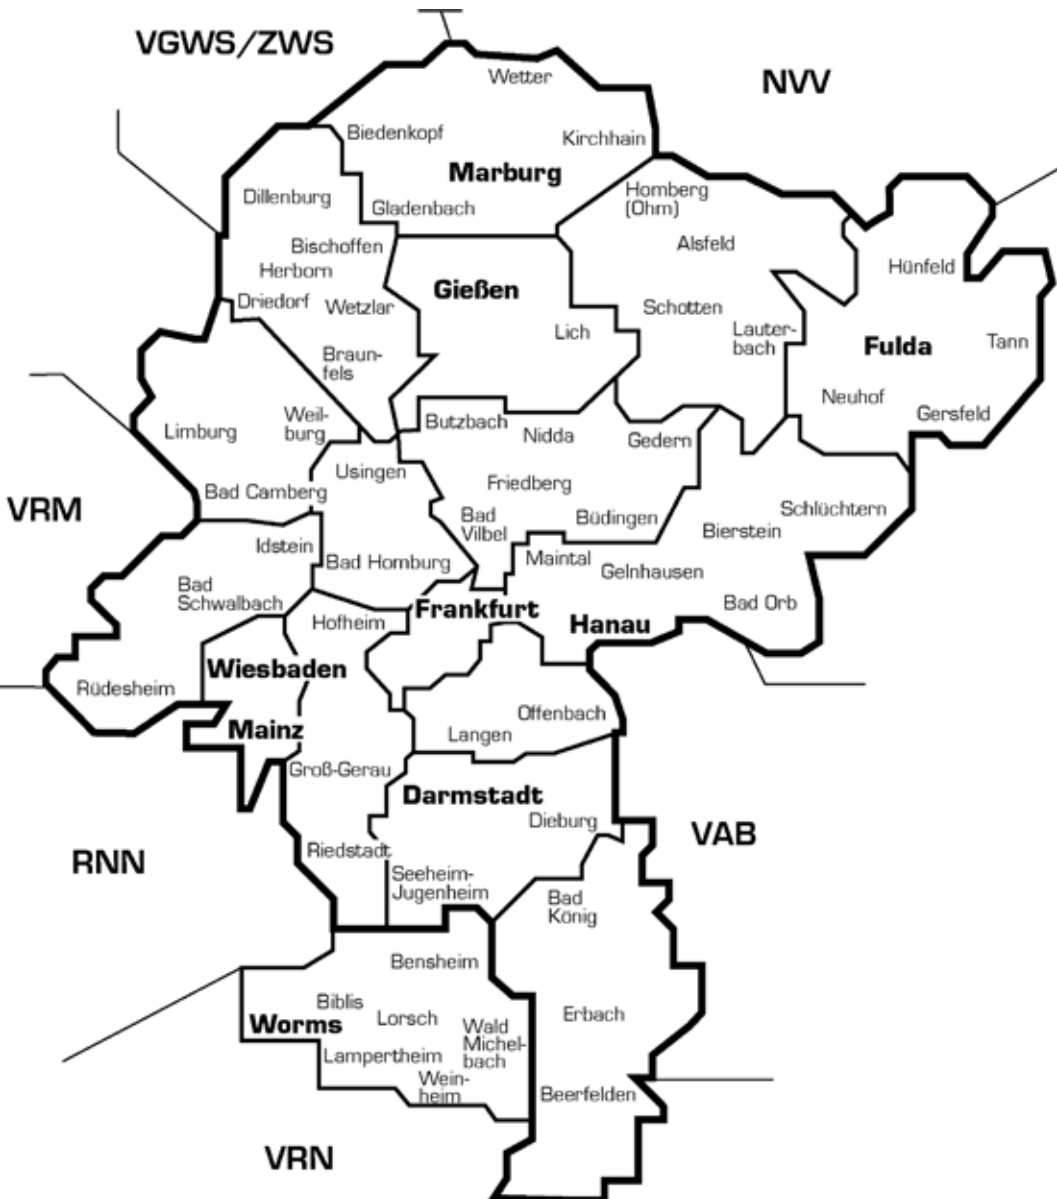 VGWS/ZWS
NVV
Wetter
Biedenkopf
Kirchhain
Marburg
Homberg
(Ohm)
Dillenburg
Gladenbach
Alsfeld
Bischoffen
Herborn
Hünfeld
Gießen
Driedorf
Wetzlar
Schotten
Lich
Lauter-
bach
Fulda
Tann
Braun-
fels
Neuhof
Gersfeld
Weil-
burg
Butzbach
Limburg
Nidda
Gedern
Usingen
Friedberg
Bad Camberg
VRM
Schlüchtern
Bad
Vilbel
Büdingen
Bierstein
Idstein
Maintal
Bad Homburg
Gelnhausen
Bad
Schwalbach
Bad Orb
Frankfurt
Hofheim
Hanau
Wiesbaden
Rüdesheim
Offenbach
Mainz
Langen
Groß-Gerau
Darmstadt
Dieburg
VAB
RNN
Riedstadt
Seeheim-
Jugenheim
Bad
König
Bensheim
Biblis
Erbach
Lorsch
Worms
Wald
Michel-
bach
Lampertheim
Wein-
heim
Beerfelden
VRN